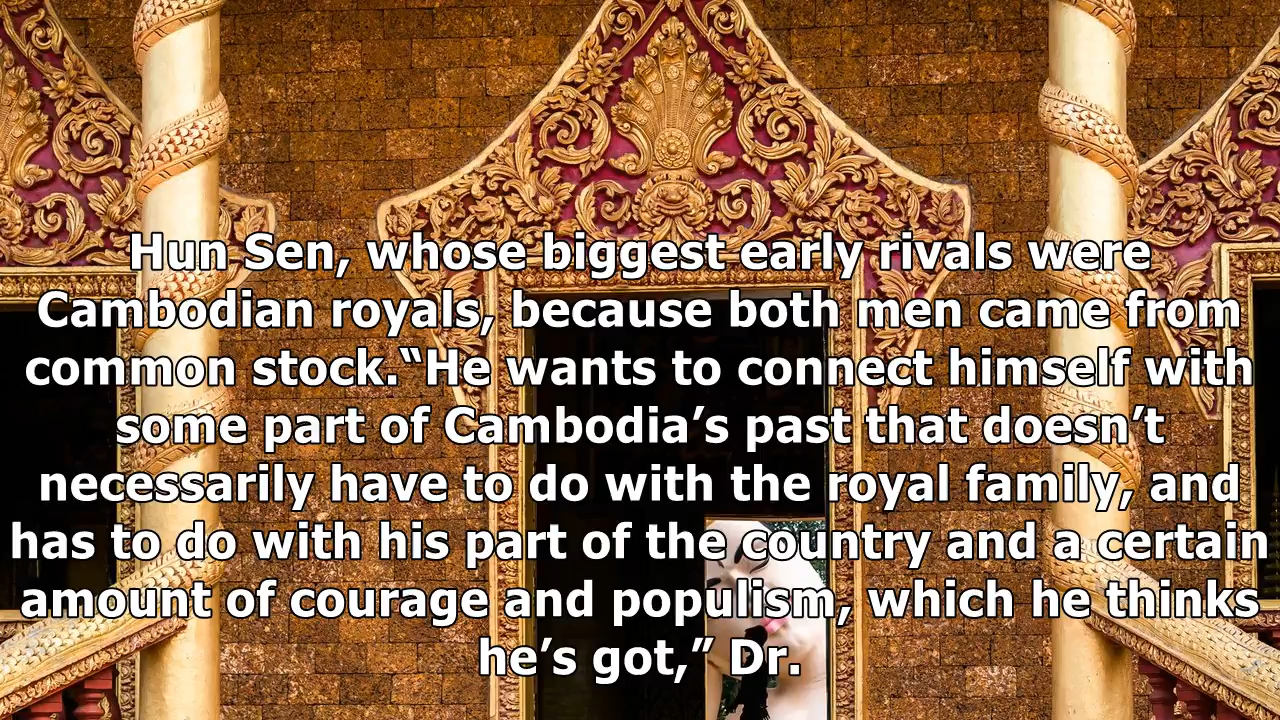 Hun Sen, whose biggest early rivals were
Cambodian royals, because both men came from
common stock.“He wants to connect himself with
some part of Cambodia’s past that doesn’t
necessarily have to do with the royal family, and
has to do with his part of the country and a certain
amount of courage and populism, which he thinks
he’s got,” Dr.